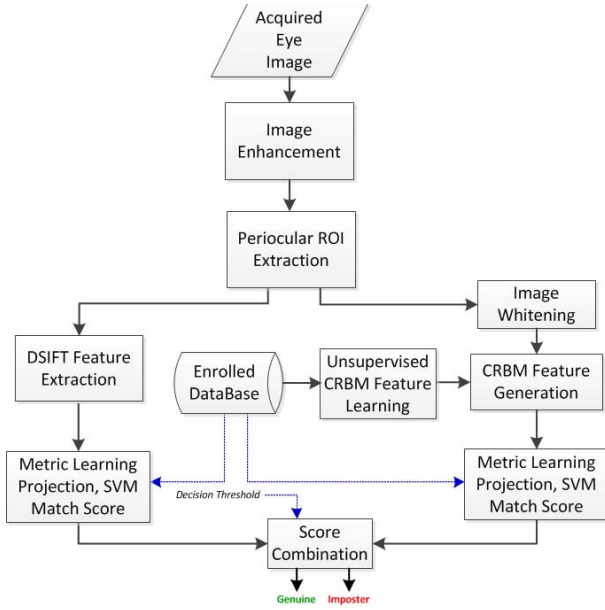 Acquired
Eye
Image
Image
Enhancement
Periocular ROI
Extraction
Image
Whitening
DSIFT Feature
Extraction
Enrolled
DataBase
Unsupervised
CRBM Feature
Learning
CRBM Feature
Generation
Metric Learning
Projection, SVM
Match Score
Decision Threshold
Metric Learning
Projection, SVM
Match Score
Score
Combination
Genuine
Imposter